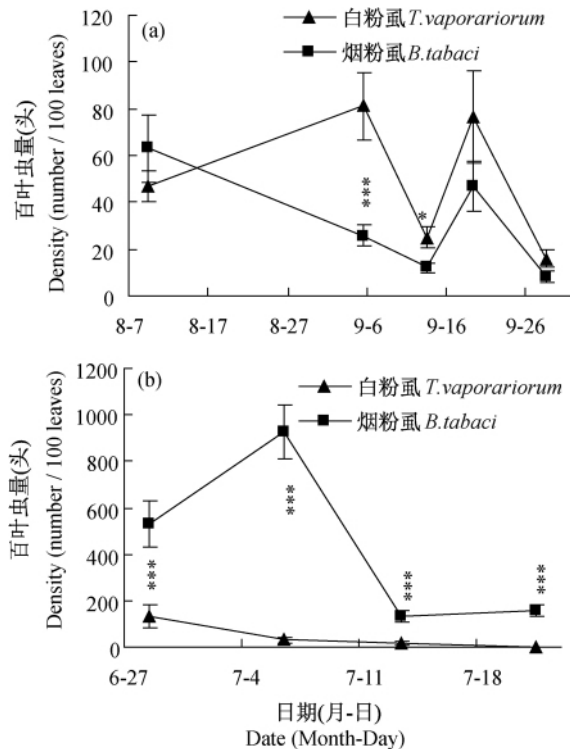 (a)
白粉虱 T.vaporariorum
烟粉虱 B.tabaci
百叶虫量(头)
Density (number / 100 leaves)
120
100
80
60
40
20
0
***
*
8-7 8-17 8-27 9-6 9-16 9-26
(b)
白粉虱 T.vaporariorum
烟粉虱 B.tabaci
百叶虫量(头)
Density (number / 100 leaves)
1200
1000
800
600
400
200
0
***
***
***
***
6-27 7-4 7-11 7-18
日期(月-日)
Date (Month-Day)